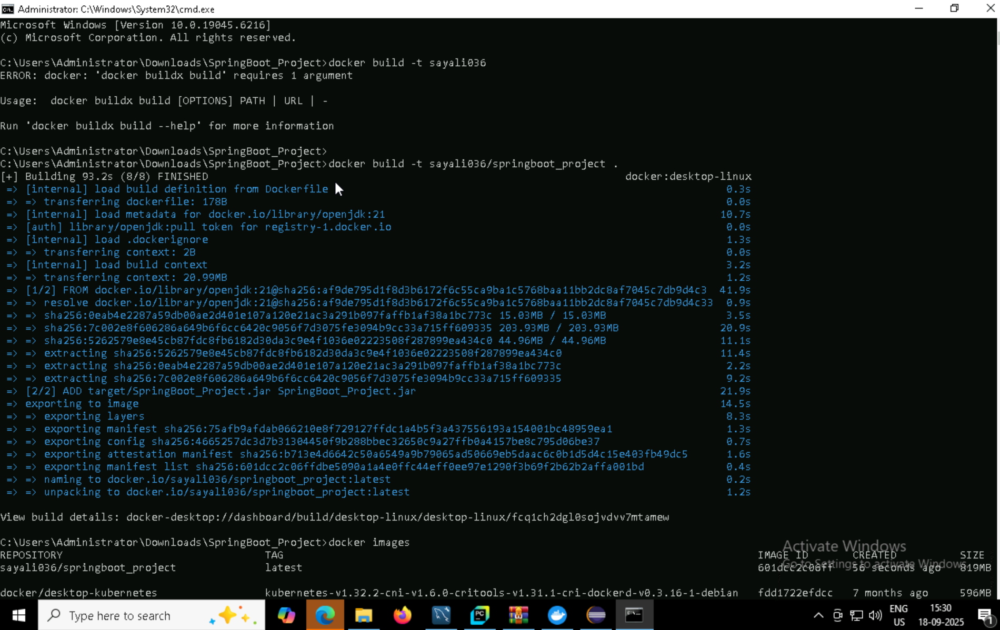 Administrator: C:\Windows\System32\cmd.exe
Microsoft Windows [Version 10.0.19045.6216]
(c) Microsoft Corporation. All rights reserved.
C:\Users\Administrator\Downloads\SpringBoot_Project>docker build -t sayali036
ERROR: docker: 'docker buildx build' requires 1 argument
Usage:  docker buildx build [OPTIONS] PATH | URL | -
Run 'docker buildx build --help' for more information
C:\Users\Administrator\Downloads\SpringBoot_Project>
C:\Users\Administrator\Downloads\SpringBoot_Project>docker build -t sayali036/springboot_project .
[+] Building 93.2s (8/8) FINISHED docker:desktop-linux
=> [internal] load build definition from Dockerfile 0.3s
=> => transferring dockerfile: 178B 0.0s
=> [internal] load metadata for docker.io/library/openjdk:21 10.7s
=> [auth] library/openjdk:pull token for registry-1.docker.io 0.0s
=> [internal] load .dockerignore 1.3s
=> => transferring context: 2B 0.0s
=> [internal] load build context 3.2s
=> => transferring context: 20.99MB 1.2s
=> [1/2] FROM docker.io/library/openjdk:21@sha256:af9de795d1f8d3b6172f6c55ca9ba1c5768baa11bb2dc8af7045c7db9d4c3 41.9s
=> => resolve docker.io/library/openjdk:21@sha256:af9de795d1f8d3b6172f6c55ca9ba1c5768baa11bb2dc8af7045c7db9d4c33 0.9s
=> => sha256:0eab4e2287a59db00ae2d401e107a120e21ac3a291b097faffb1af38a1bc773c 15.03MB / 15.03MB 3.5s
=> => sha256:7c002e8f606286a649b6f6cc6420c9056f7d3075fe3094b9cc33a715ff609335 203.93MB / 203.93MB 20.9s
=> => sha256:5262579e8e45cb87fdc8fb6182d30da3c9e4f1036e02223508f287899ea434c0 44.96MB / 44.96MB 11.1s
=> => extracting sha256:5262579e8e45cb87fdc8fb6182d30da3c9e4f1036e02223508f287899ea434c0 11.4s
=> => extracting sha256:0eab4e2287a59db00ae2d401e107a120e21ac3a291b097faffb1af38a1bc773c 2.2s
=> => extracting sha256:7c002e8f606286a649b6f6cc6420c9056f7d3075fe3094b9cc33a715ff609335 9.2s
=> [2/2] ADD target/SpringBoot_Project.jar SpringBoot_Project.jar 21.9s
=> exporting to image 14.5s
=> => exporting layers 8.3s
=> => exporting manifest sha256:75afb9afdab066210e8f729127ffdc1a4b5f3a437556193a154001bc48959ea1 1.3s
=> => exporting config sha256:4665257dc3d7b31304450f9b288bbec32650c9a27ffb0a4157be8c795d06be37 0.7s
=> => exporting attestation manifest sha256:b713e4d6642c50a6549a9b79065ad50669eb5daac6c0b1d5d4c15e403fb49dc5 1.6s
=> => exporting manifest list sha256:601dcc2c06ffdbe5090a1a4e0ffc44eff0ee97e1290f3b69f2b62b2affa001bd 0.4s
=> => naming to docker.io/sayali036/springboot_project:latest 0.2s
=> => unpacking to docker.io/sayali036/springboot_project:latest 1.2s
View build details: docker-desktop://dashboard/build/desktop-linux/desktop-linux/fcq1ch2dgl0sojvdvv7mtamew
C:\Users\Administrator\Downloads\SpringBoot_Project>docker images
Activate Windows
REPOSITORY TAG IMAGE ID CREATED SIZE
Go to Settings to activate Windows.
sayali036/springboot_project latest 601dcc2c06ff 56 seconds ago 819MB
docker/desktop-kubernetes kubernetes-v1.32.2-cni-v1.6.0-critools-v1.31.1-cri-dockerd-v0.3.16-1-debian fdd1722efdcc 7 months ago 596MB
Type here to search
PC
ENG
US
15:30
18-09-2025
1